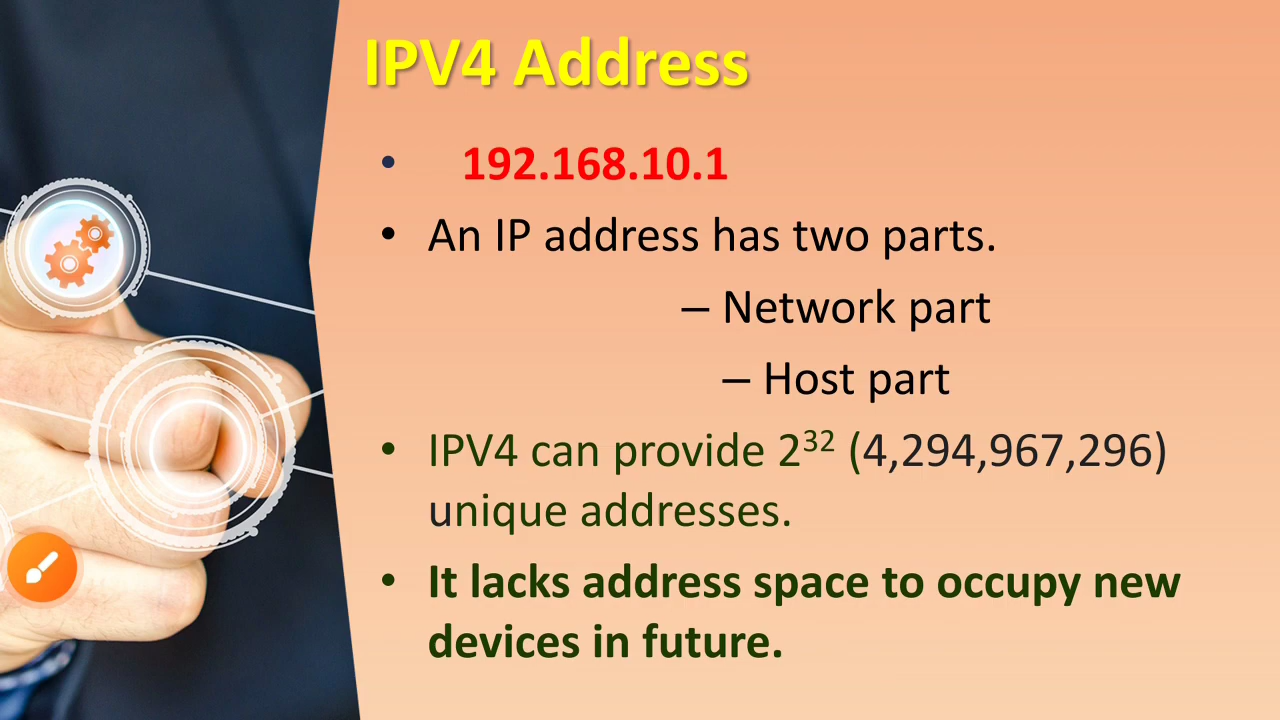 IPV4 Address
• 192.168.10.1
• An IP address has two parts.
– Network part
– Host part
• IPV4 can provide 2³² (4,294,967,296)
unique addresses.
• It lacks address space to occupy new
devices in future.